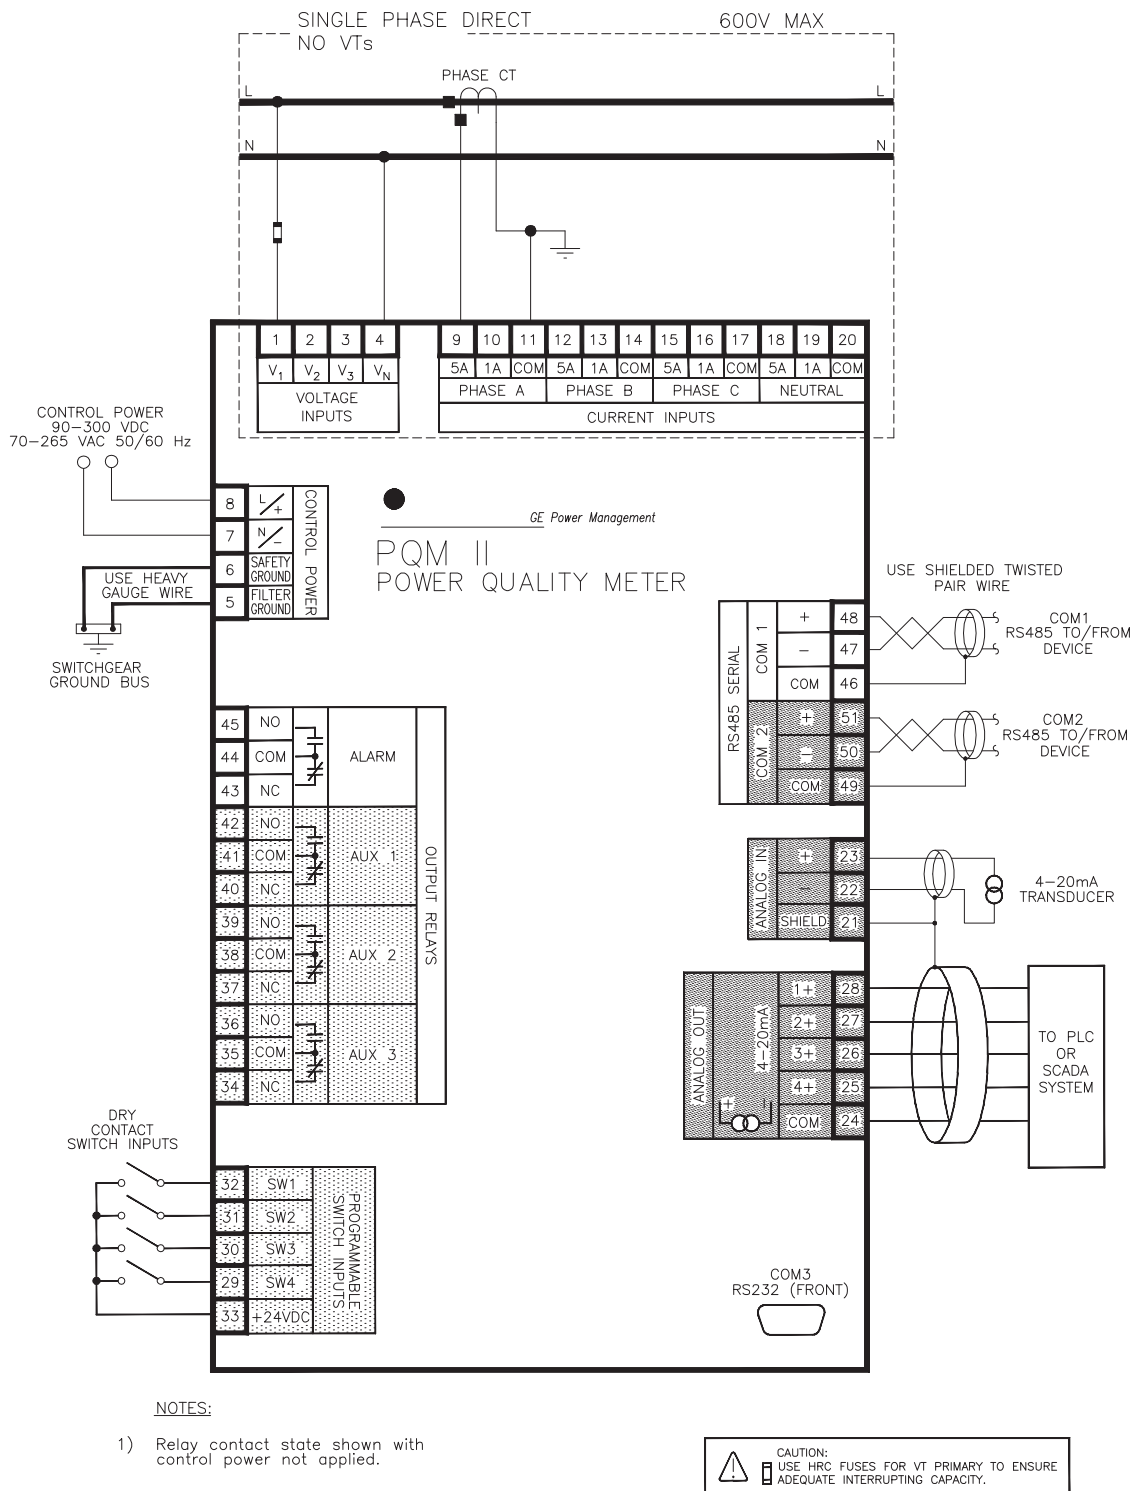 SINGLE PHASE DIRECT
NO VTs
600V MAX
PHASE CT
L
L
N
N
1 2 3 4
9 10 11 12 13 14 15 16 17 18 19 20
V1 V2 V3 VN
5A 1A COM 5A 1A COM 5A 1A COM 5A 1A COM
PHASE A PHASE B PHASE C NEUTRAL
VOLTAGE
INPUTS
CURRENT INPUTS
CONTROL POWER
90-300 VDC
70-265 VAC 50/60 Hz
8 L/+
7 N/-
6 SAFETY
GROUND
5 FILTER
GROUND
CONTROL POWER
USE HEAVY
GAUGE WIRE
SWITCHGEAR
GROUND BUS
GE Power Management
PQM II
POWER QUALITY METER
USE SHIELDED TWISTED
PAIR WIRE
RS485 SERIAL
COM 1
+ 48
- 47
COM 46
COM1
RS485 TO/FROM
DEVICE
COM 2
+ 51
- 50
COM 49
COM2
RS485 TO/FROM
DEVICE
45 NO
44 COM
43 NC
ALARM
42 NO
41 COM
40 NC
AUX 1
39 NO
38 COM
37 NC
AUX 2
36 NO
35 COM
34 NC
AUX 3
OUTPUT RELAYS
ANALOG IN
+ 23
- 22
SHIELD 21
4-20mA
TRANSDUCER
ANALOG OUT
4-20mA
+ -
1+ 28
2+ 27
3+ 26
4+ 25
COM 24
TO PLC
OR
SCADA
SYSTEM
DRY
CONTACT
SWITCH INPUTS
32 SW1
31 SW2
30 SW3
29 SW4
33 +24VDC
PROGRAMMABLE
SWITCH INPUTS
COM3
RS232 (FRONT)
NOTES:
1) Relay contact state shown with
control power not applied.
CAUTION:
USE HRC FUSES FOR VT PRIMARY TO ENSURE
ADEQUATE INTERRUPTING CAPACITY.